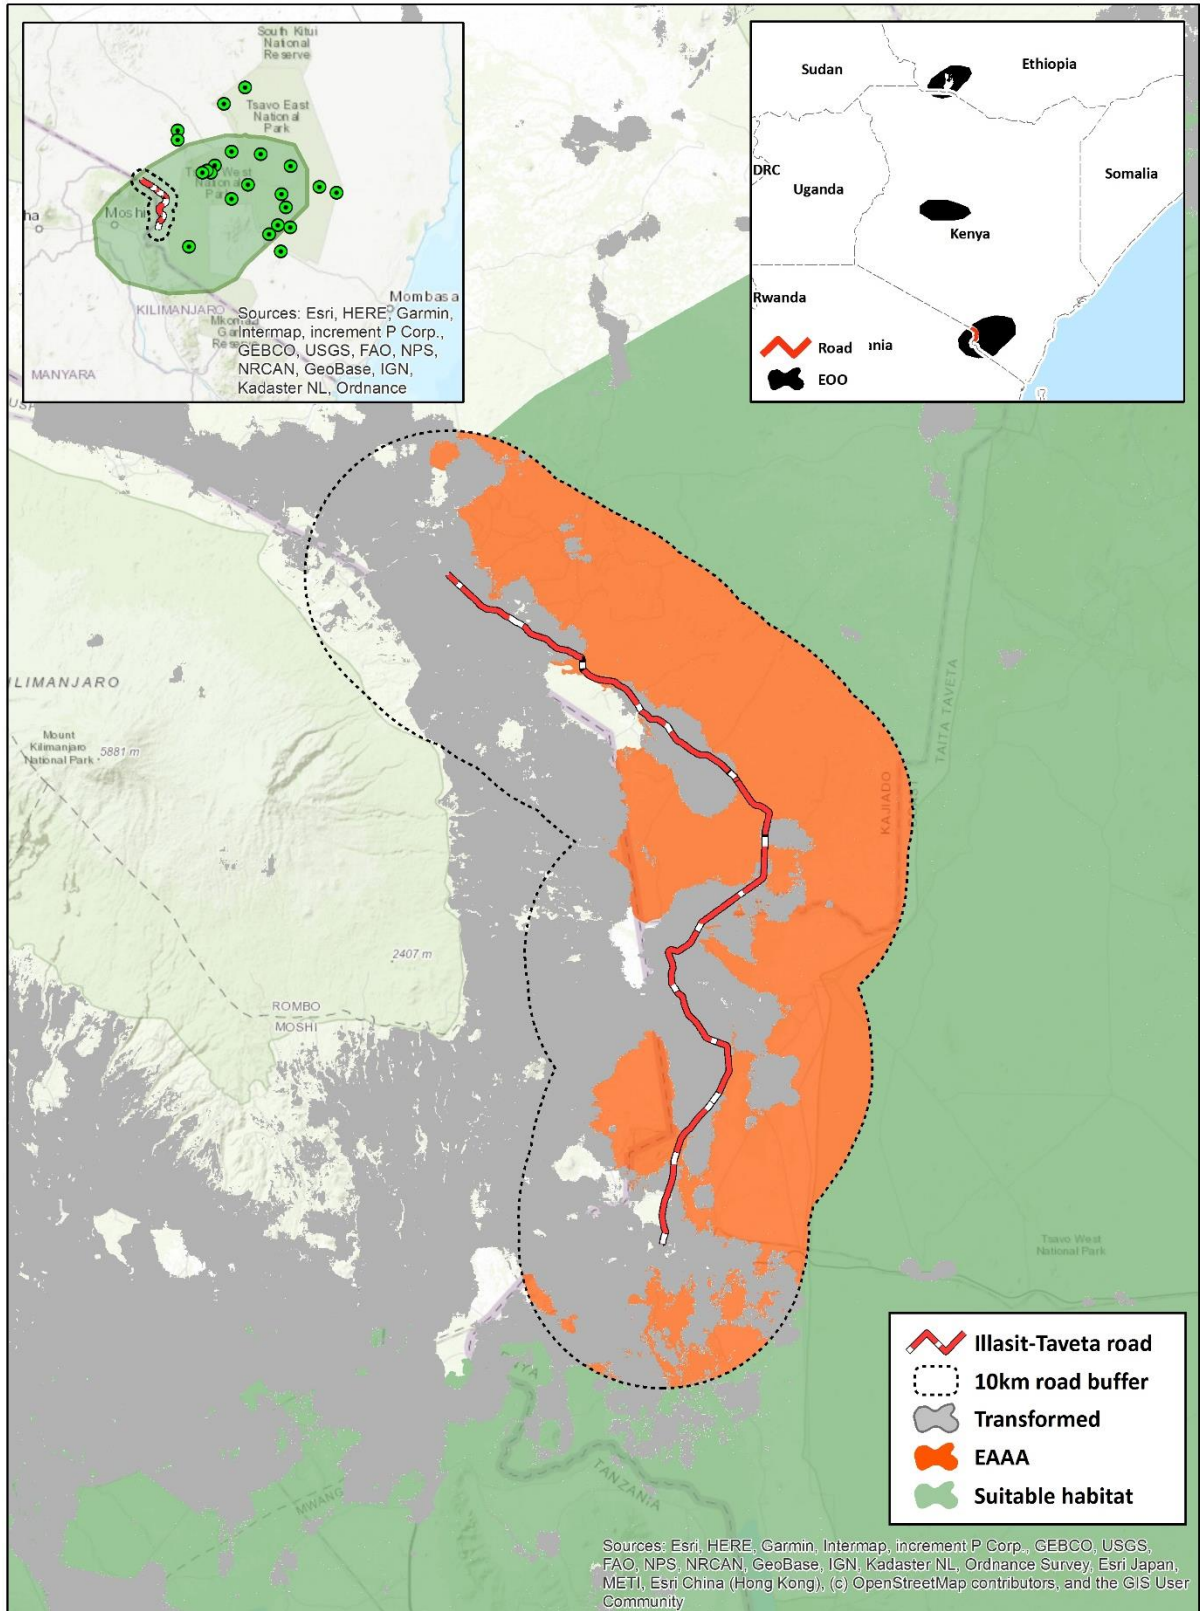 South Kitui
National
Reserve
Tsavo East
National
Park
National
Moshi
ha
KILIMANJARO
Mombasa
MANYARA
Sources: Esri, HERE, Garmin,
Intermap, increment P Corp.,
GEBCO, USGS, FAO, NPS,
NRCAN, GeoBase, IGN,
Kadaster NL, Ordnance
Sudan
Ethiopia
DRC
Uganda
Somalia
Kenya
Rwanda
nia
Road
EOO
ILIMANJARO
Mount
Kilimanjaro
National Park
5881 m
TAITA TAVETA
KAJIADO
2407 m
ROMBO
MOSHI
Tsavo West
National Park
TANZANIA
MWANG
Illasit-Taveta road
10km road buffer
Transformed
EAAA
Suitable habitat
Sources: Esri, HERE, Garmin, Intermap, increment P Corp., GEBCO, USGS,
FAO, NPS, NRCAN, GeoBase, IGN, Kadaster NL, Ordnance Survey, Esri Japan,
METI, Esri China (Hong Kong), (c) OpenStreetMap contributors, and the GIS User
Community